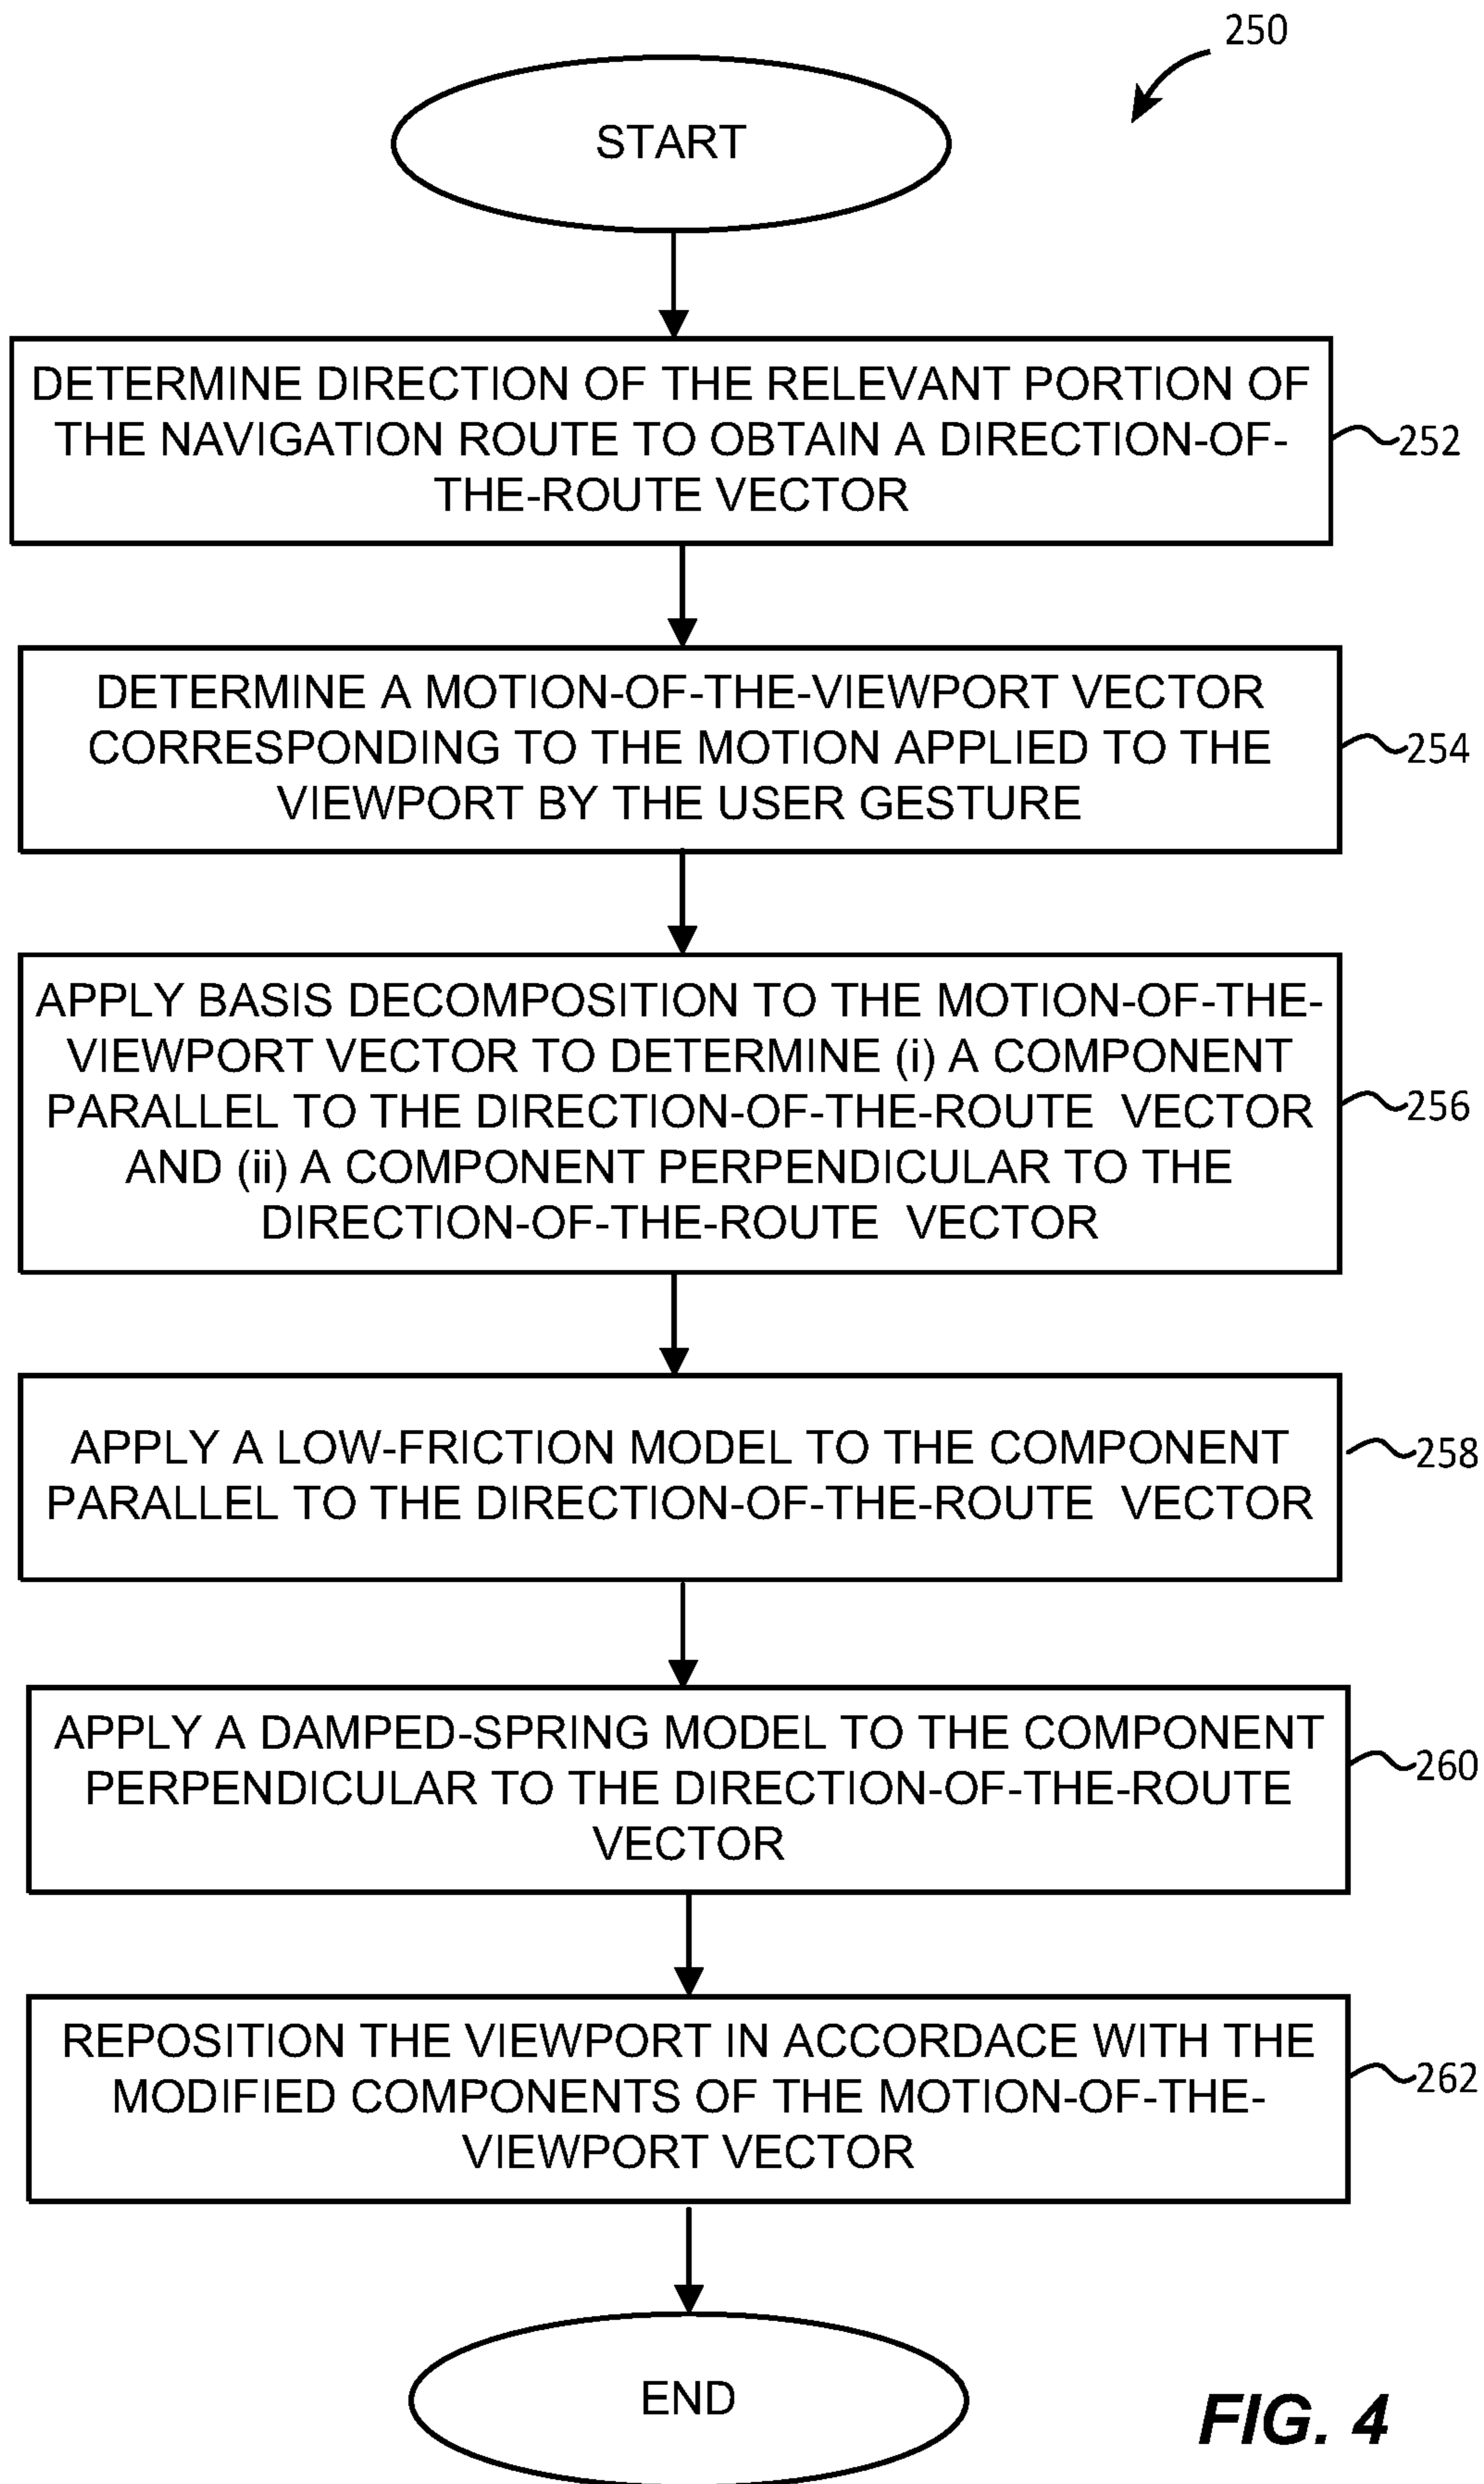 250
START
DETERMINE DIRECTION OF THE RELEVANT PORTION OF
THE NAVIGATION ROUTE TO OBTAIN A DIRECTION-OF-
THE-ROUTE VECTOR
252
DETERMINE A MOTION-OF-THE-VIEWPORT VECTOR
CORRESPONDING TO THE MOTION APPLIED TO THE
VIEWPORT BY THE USER GESTURE
254
APPLY BASIS DECOMPOSITION TO THE MOTION-OF-THE-
VIEWPORT VECTOR TO DETERMINE (i) A COMPONENT
PARALLEL TO THE DIRECTION-OF-THE-ROUTE VECTOR
AND (ii) A COMPONENT PERPENDICULAR TO THE
DIRECTION-OF-THE-ROUTE VECTOR
256
APPLY A LOW-FRICTION MODEL TO THE COMPONENT
PARALLEL TO THE DIRECTION-OF-THE-ROUTE VECTOR
258
APPLY A DAMPED-SPRING MODEL TO THE COMPONENT
PERPENDICULAR TO THE DIRECTION-OF-THE-ROUTE
VECTOR
260
REPOSITION THE VIEWPORT IN ACCORDACE WITH THE
MODIFIED COMPONENTS OF THE MOTION-OF-THE-
VIEWPORT VECTOR
262
END
FIG. 4